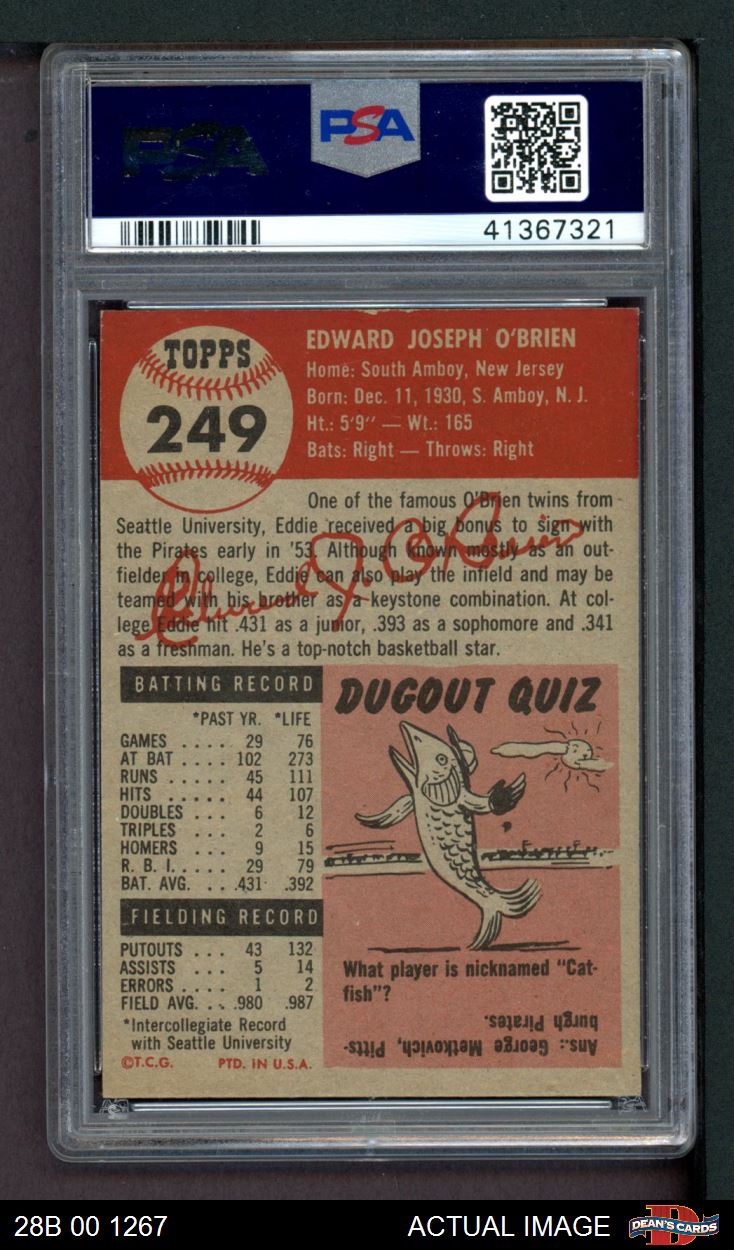 PSA
PSA
41367321
TOPPS
249
EDWARD JOSEPH O'BRIEN
Home: South Amboy, New Jersey
Born: Dec. 11, 1930, S. Amboy, N. J.
Ht.: 5'9" — Wt.: 165
Bats: Right — Throws: Right
One of the famous O'Brien twins from
Seattle University, Eddie received a big bonus to sign with
the Pirates early in '53. Although known mostly as an out-
fielder in college, Eddie can also play the infield and may be
teamed with his brother as a keystone combination. At col-
lege Eddie hit .431 as a junior, .393 as a sophomore and .341
as a freshman. He's a top-notch basketball star.
Edward J. O'Brien
BATTING RECORD
*PAST YR. *LIFE
GAMES .... 29 76
AT BAT .... 102 273
RUNS ..... 45 111
HITS ..... 44 107
DOUBLES ... 6 12
TRIPLES ... 2 6
HOMERS ... 9 15
R. B. I. .... 29 79
BAT. AVG. ... .431 .392
FIELDING RECORD
PUTOUTS ... 43 132
ASSISTS ... 5 14
ERRORS .... 1 2
FIELD AVG. ... .980 .987
*Intercollegiate Record
with Seattle University
©T.C.G. PTD. IN U.S.A.
DUGOUT QUIZ
What player is nicknamed "Cat-
fish"?
Ans.: George Metkovich, Pitts-
burgh Pirates.
28B 00 1267 ACTUAL IMAGE DEAN'S CARDS